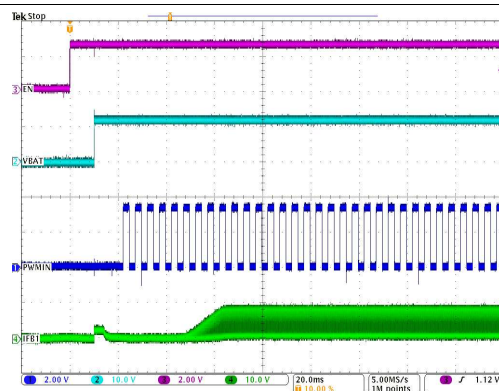 Tek Stop
T
3 EN
2 VBAT
1 PWMIN
4 IFB1
1 2.00 V 2 10.0 V 3 2.00 V 4 10.0 V 20.0ms 5.00MS/s 3 1.12 V
T 10.00 % 1M points